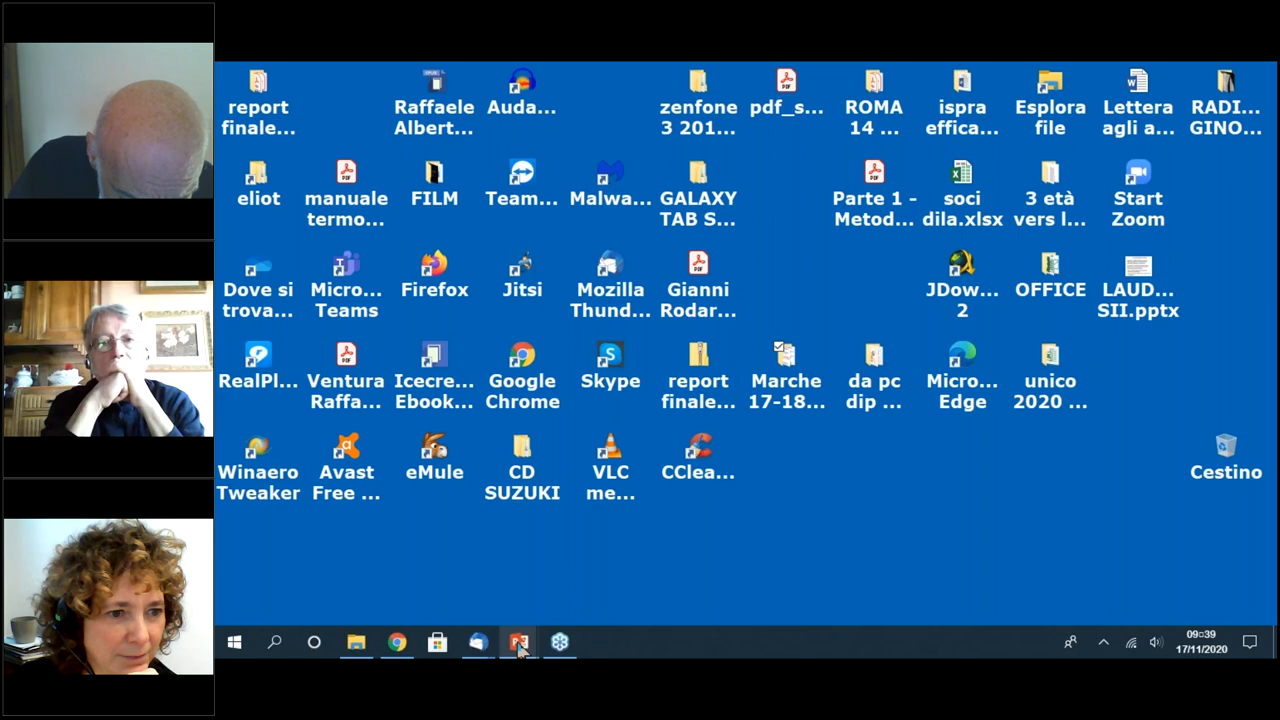 report
finale...
Raffaele
Albert...
Auda...
zenfone
3 201...
pdf_s...
ROMA
14 ...
ispra
effica...
Esplora
file
Lettera
agli a...
RADI...
GINO...
eliot
manuale
termo...
FILM
Team...
Malwa...
GALAXY
TAB S...
Parte 1 -
Metod...
soci
dila.xlsx
3 età
vers l...
Start
Zoom
Dove si
trova...
Micro...
Teams
Firefox
Jitsi
Mozilla
Thund...
Gianni
Rodar...
JDow...
2
OFFICE
LAUD...
SII.pptx
RealPl...
Ventura
Raffa...
Icecre...
Ebook...
Google
Chrome
Skype
report
finale...
Marche
17-18...
da pc
dip ...
Micro...
Edge
unico
2020 ...
Winaero
Tweaker
Avast
Free ...
eMule
CD
SUZUKI
VLC
me...
CClea...
Cestino
09:39
17/11/2020